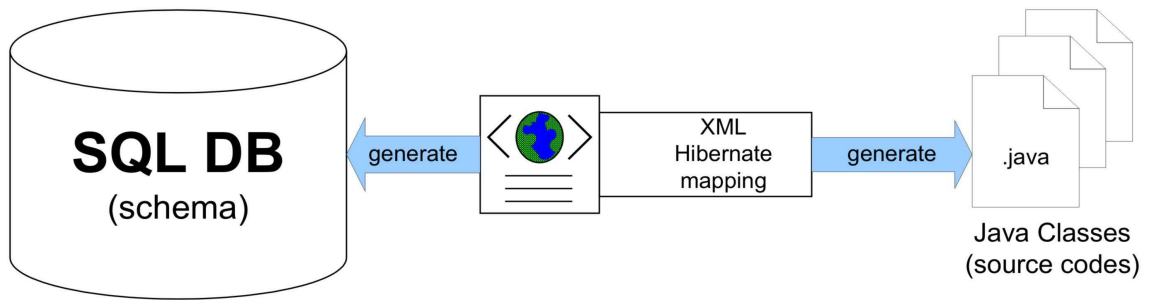 SQL DB
(schema)
generate
XML
Hibernate
mapping
generate
.java
Java Classes
(source codes)